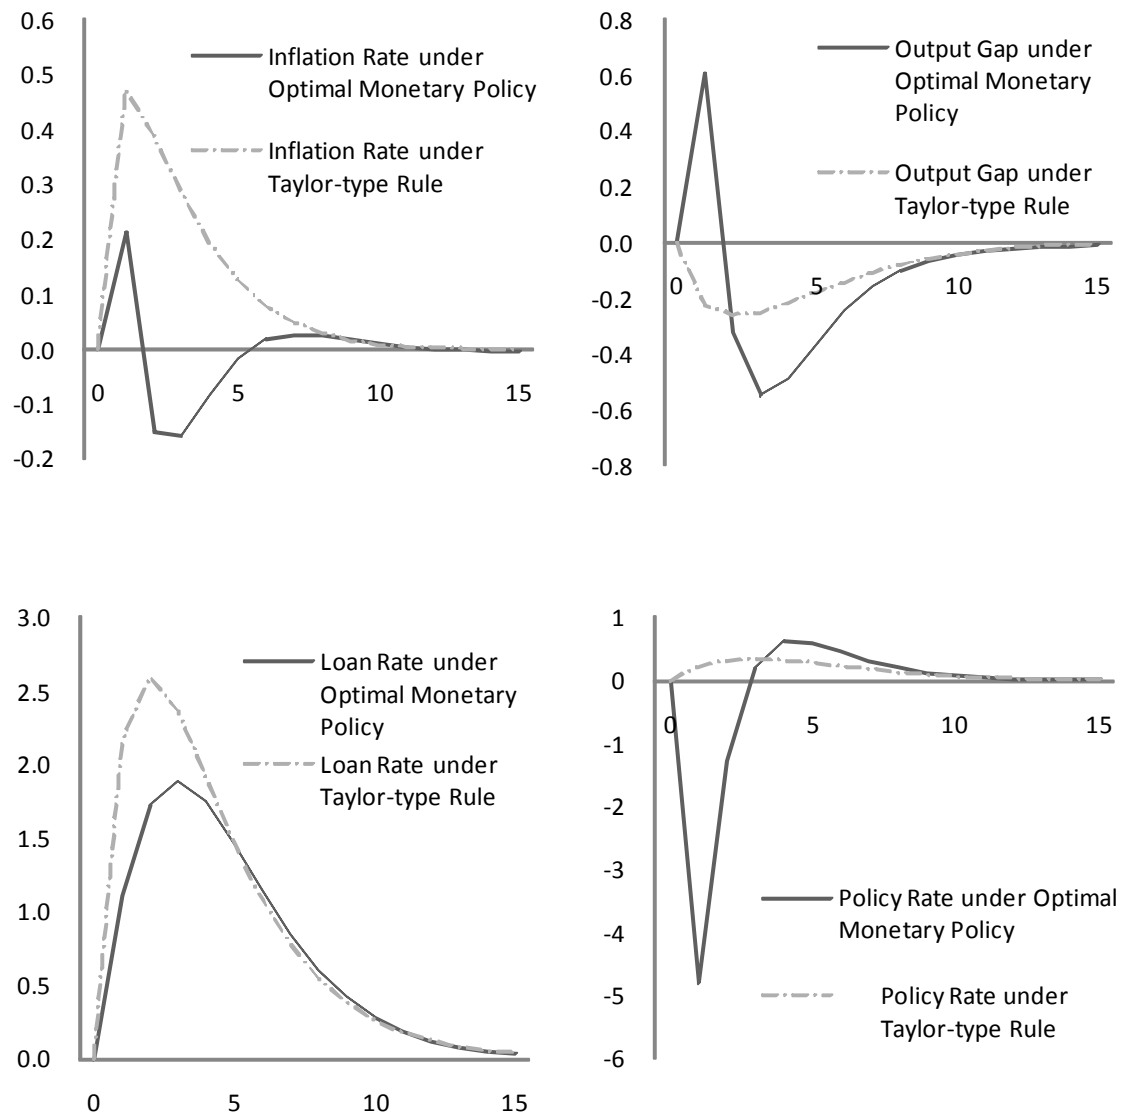 0.6
0.5
0.4
0.3
0.2
0.1
0.0
-0.1
-0.2
0
5
10
15
Inflation Rate under
Optimal Monetary Policy
Inflation Rate under
Taylor-type Rule
0.8
0.6
0.4
0.2
0.0
-0.2
-0.4
-0.6
-0.8
0
5
10
15
Output Gap under
Optimal Monetary
Policy
Output Gap under
Taylor-type Rule
3.0
2.5
2.0
1.5
1.0
0.5
0.0
0
5
10
15
Loan Rate under
Optimal Monetary
Policy
Loan Rate under
Taylor-type Rule
1
0
-1
-2
-3
-4
-5
-6
0
5
10
15
Policy Rate under Optimal
Monetary Policy
Policy Rate under
Taylor-type Rule